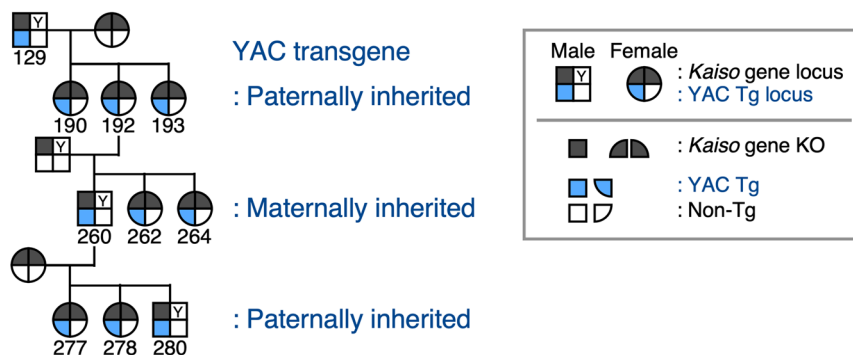 Y
129
YAC transgene
190 192 193
: Paternally inherited
Y
Y
260 262 264
: Maternally inherited
Y
277 278 280
: Paternally inherited
Male Female
Y
: Kaiso gene locus
: YAC Tg locus
: Kaiso gene KO
: YAC Tg
: Non-Tg